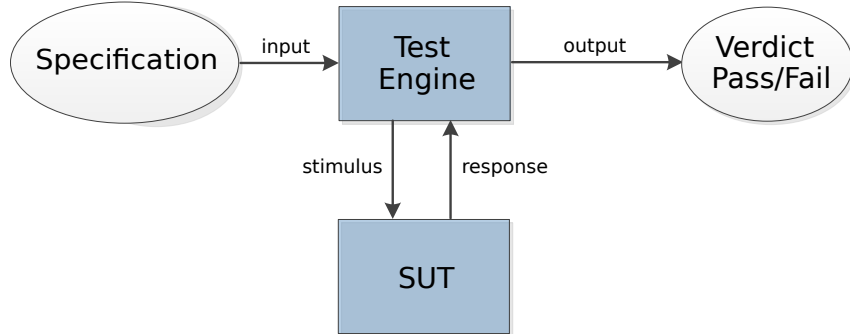 Specification
input
Test
Engine
output
Verdict
Pass/Fail
stimulus
response
SUT